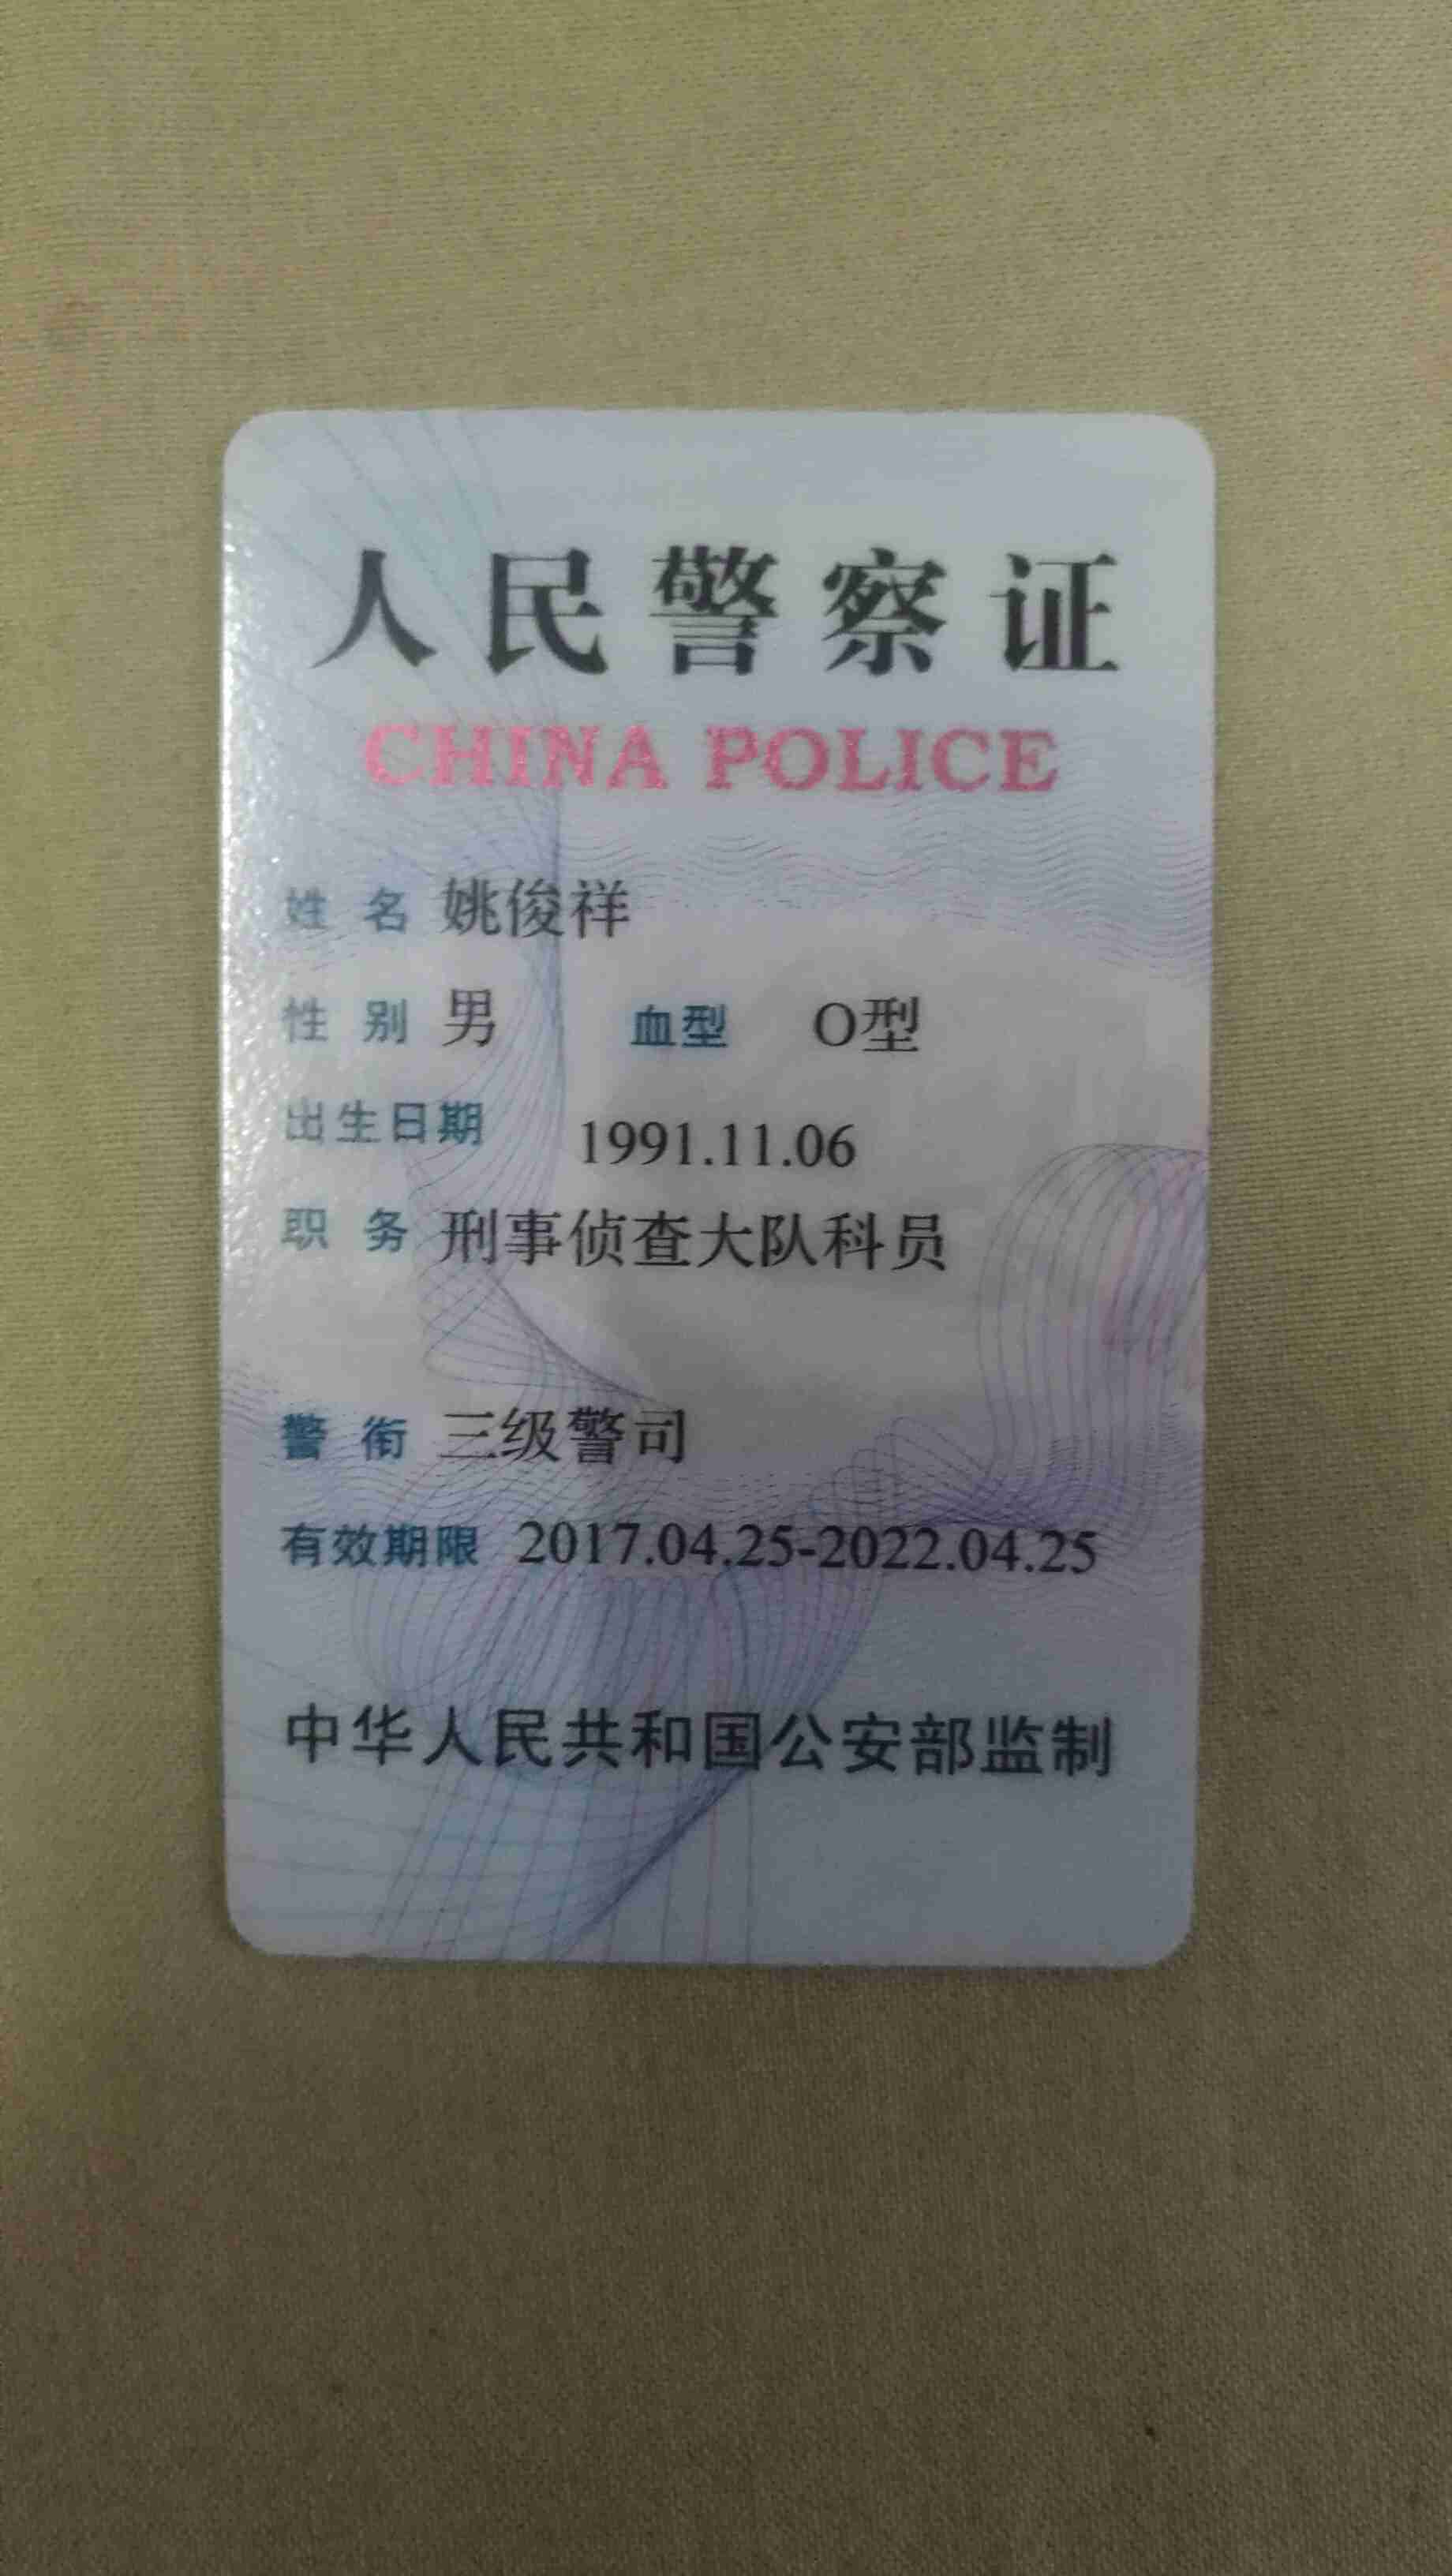 人民警察证
CHINA POLICE
姓名 姚俊祥
性别 男 血型 O型
出生日期 1991.11.06
职务 刑事侦查大队科员
警衔 三级警司
有效期限 2017.04.25-2022.04.25
中华人民共和国公安部监制